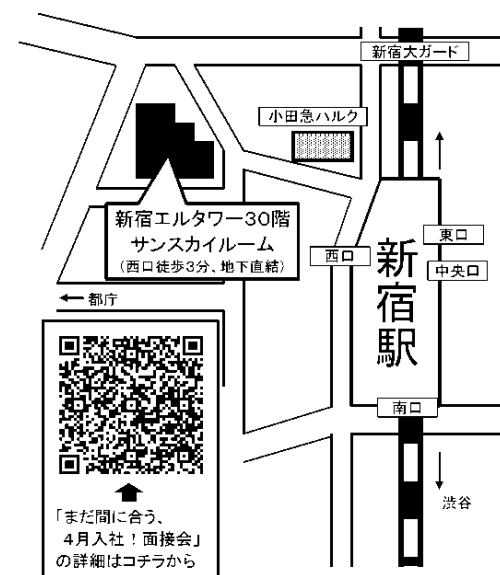 新宿大ガード
小田急ハルク
新宿エルタワー30階
サンスカイルーム
(西口徒歩3分、地下直結)
東口
西口
中央口
新宿駅
都庁
南口
渋谷
「まだ間に合う、
4月入社！面接会」
の詳細はコチラから